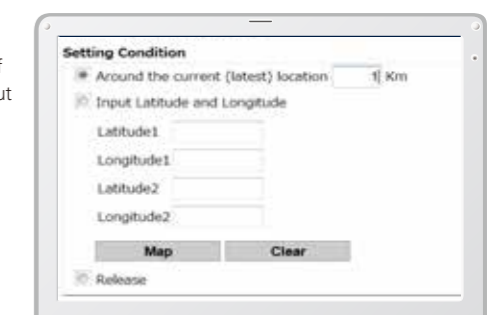 Setting Condition
Around the current (latest) location 1 Km
Input Latitude and Longitude
Latitude1
Longitude1
Latitude2
Longitude2
Map Clear
Release